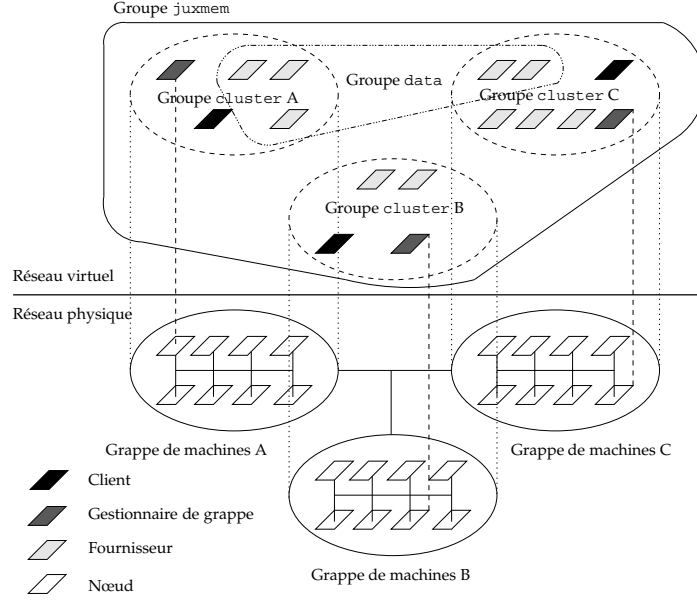 Groupe juxmem
Groupe data
Groupe cluster A
Groupe cluster C
Groupe cluster B
Réseau virtuel
Réseau physique
Grappe de machines A
Grappe de machines C
Grappe de machines B
Client
Gestionnaire de grappe
Fournisseur
Nœud